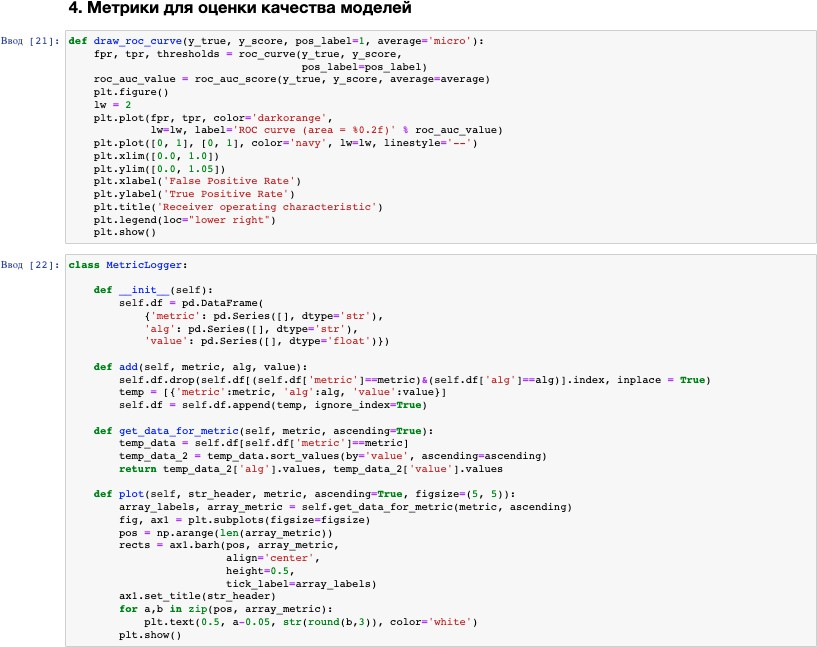 4. Метрики для оценки качества моделей
Ввод [21]: def draw_roc_curve(y_true, y_score, pos_label=1, average='micro'):
    fpr, tpr, thresholds = roc_curve(y_true, y_score,
                                     pos_label=pos_label)
    roc_auc_value = roc_auc_score(y_true, y_score, average=average)
    plt.figure()
    lw = 2
    plt.plot(fpr, tpr, color='darkorange',
             lw=lw, label='ROC curve (area = %0.2f)' % roc_auc_value)
    plt.plot([0, 1], [0, 1], color='navy', lw=lw, linestyle='--')
    plt.xlim([0.0, 1.0])
    plt.ylim([0.0, 1.05])
    plt.xlabel('False Positive Rate')
    plt.ylabel('True Positive Rate')
    plt.title('Receiver operating characteristic')
    plt.legend(loc="lower right")
    plt.show()
Ввод [22]: class MetricLogger:
    def __init__(self):
        self.df = pd.DataFrame(
            {'metric': pd.Series([], dtype='str'),
            'alg': pd.Series([], dtype='str'),
            'value': pd.Series([], dtype='float')})
    def add(self, metric, alg, value):
        self.df.drop(self.df[(self.df['metric']==metric)&(self.df['alg']==alg)].index, inplace = True)
        temp = [{'metric':metric, 'alg':alg, 'value':value}]
        self.df = self.df.append(temp, ignore_index=True)
    def get_data_for_metric(self, metric, ascending=True):
        temp_data = self.df[self.df['metric']==metric]
        temp_data_2 = temp_data.sort_values(by='value', ascending=ascending)
        return temp_data_2['alg'].values, temp_data_2['value'].values
    def plot(self, str_header, metric, ascending=True, figsize=(5, 5)):
        array_labels, array_metric = self.get_data_for_metric(metric, ascending)
        fig, ax1 = plt.subplots(figsize=figsize)
        pos = np.arange(len(array_metric))
        rects = ax1.barh(pos, array_metric,
                         align='center',
                         height=0.5,
                         tick_label=array_labels)
        ax1.set_title(str_header)
        for a,b in zip(pos, array_metric):
            plt.text(0.5, a-0.05, str(round(b,3)), color='white')
        plt.show()